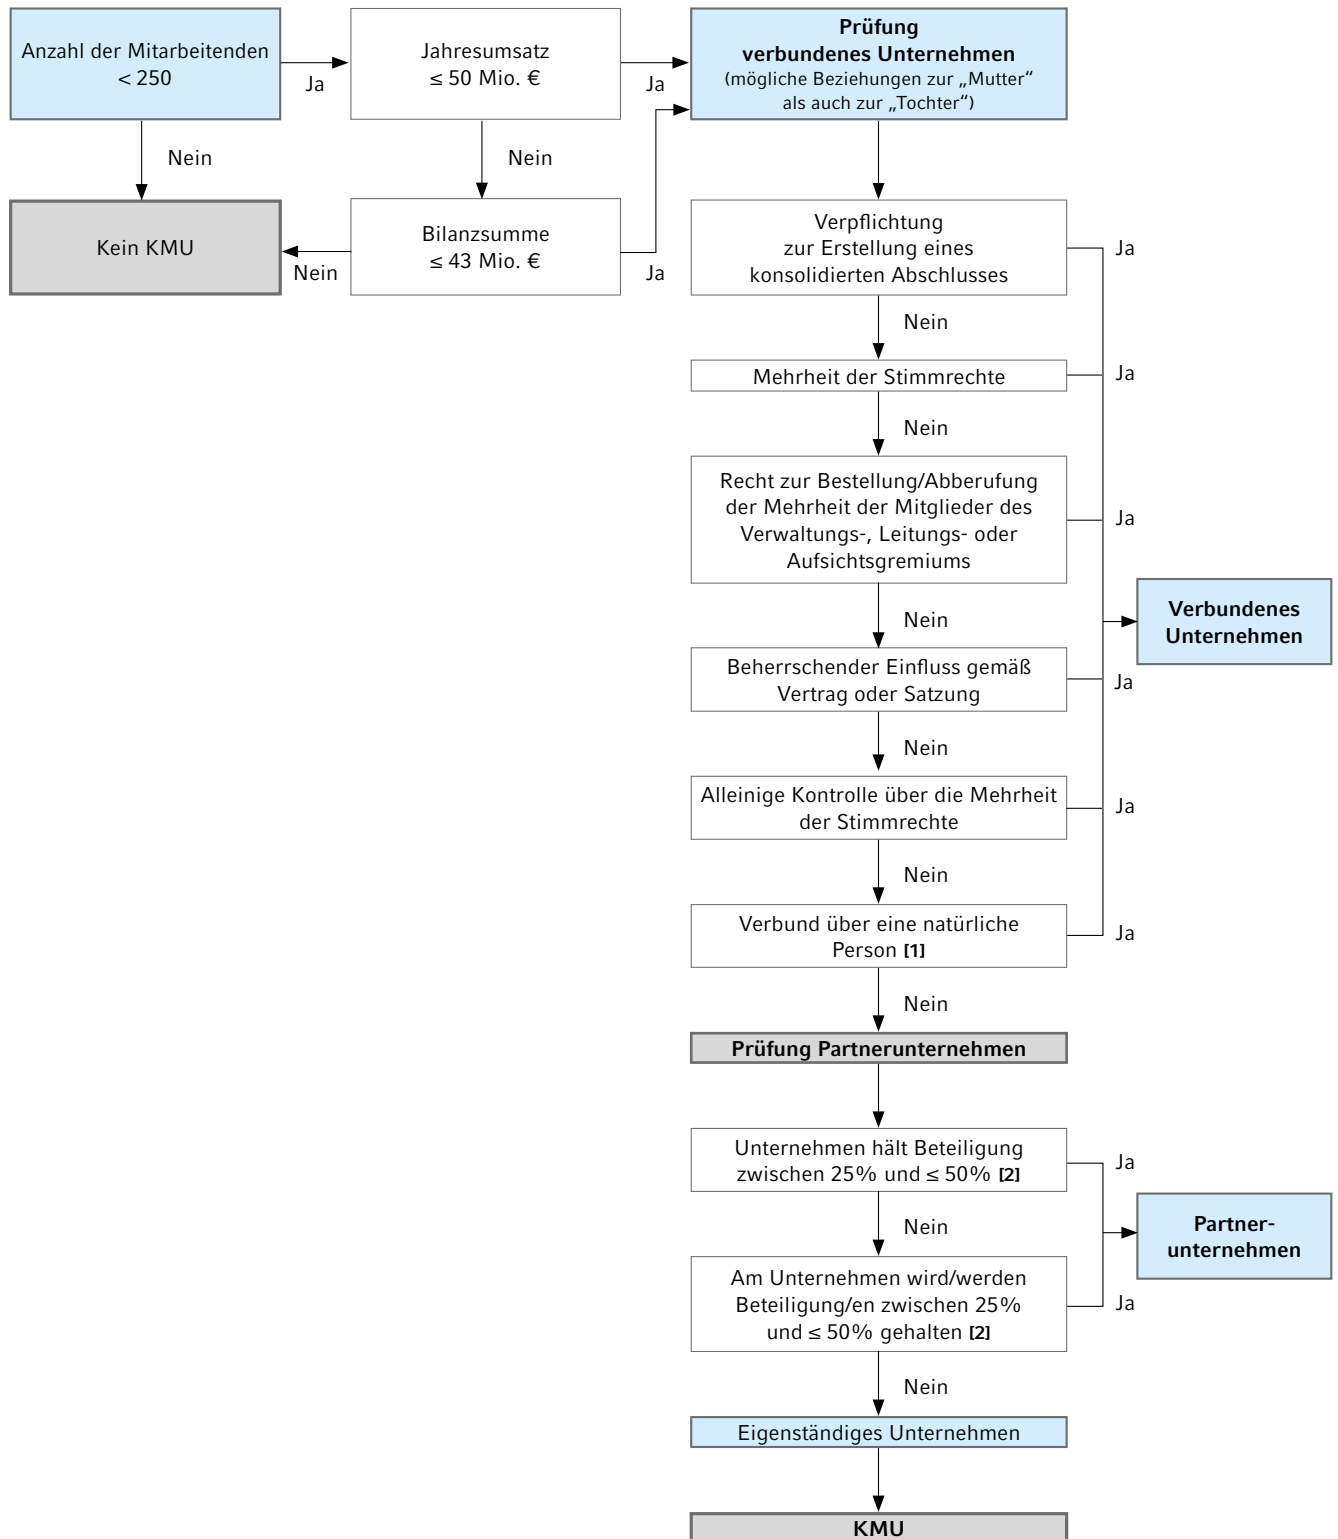 Anzahl der Mitarbeitenden
< 250
Ja
Jahresumsatz
≤ 50 Mio. €
Ja
Prüfung
verbundenes Unternehmen
(mögliche Beziehungen zur „Mutter“
als auch zur „Tochter“)
Nein
Nein
Kein KMU
Nein
Bilanzsumme
≤ 43 Mio. €
Ja
Verpflichtung
zur Erstellung eines
konsolidierten Abschlusses
Ja
Nein
Mehrheit der Stimmrechte
Ja
Nein
Recht zur Bestellung/Abberufung
der Mehrheit der Mitglieder des
Verwaltungs-, Leitungs- oder
Aufsichtsgremiums
Ja
Nein
Verbundenes
Unternehmen
Beherrschender Einfluss gemäß
Vertrag oder Satzung
Ja
Nein
Alleinige Kontrolle über die Mehrheit
der Stimmrechte
Ja
Nein
Verbund über eine natürliche
Person [1]
Ja
Nein
Prüfung Partnerunternehmen
Unternehmen hält Beteiligung
zwischen 25% und ≤ 50% [2]
Ja
Nein
Partner-
unternehmen
Am Unternehmen wird/werden
Beteiligung/en zwischen 25%
und ≤ 50% gehalten [2]
Ja
Nein
Eigenständiges Unternehmen
KMU